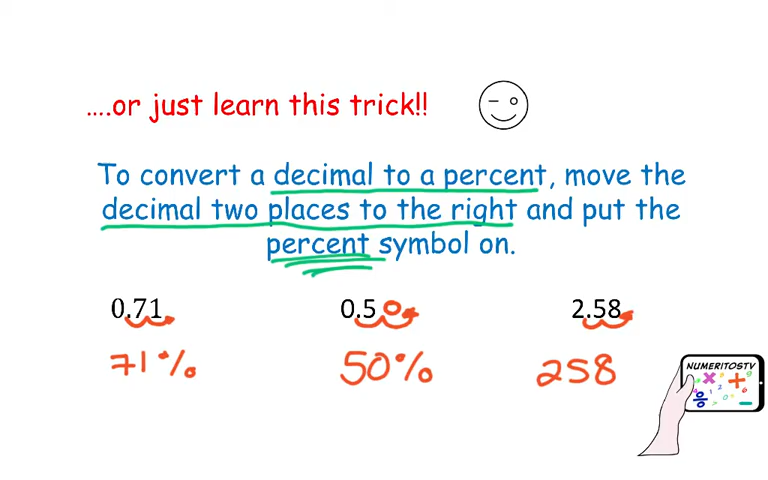 ....or just learn this trick!!
To convert a decimal to a percent, move the
decimal two places to the right and put the
percent symbol on.
0.71 0.50 2.58
71% 50% 258
NUMERITOSTV